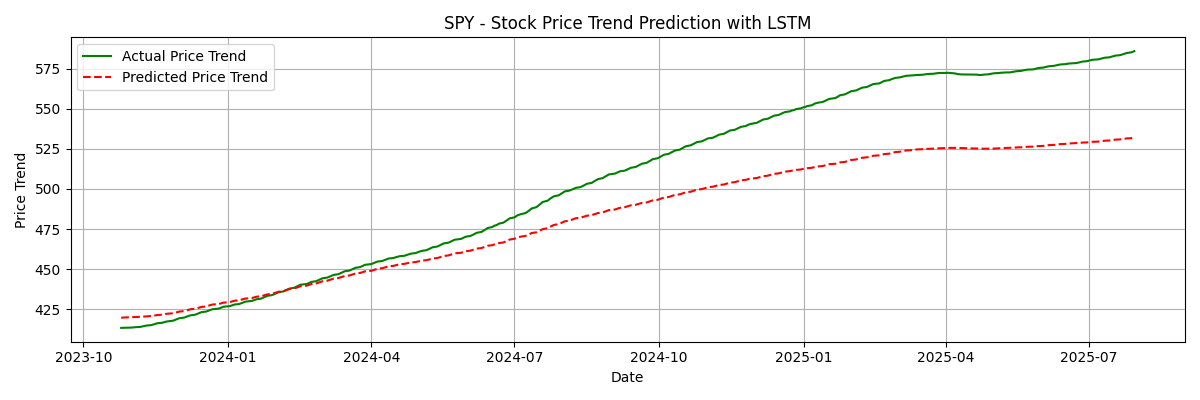 SPY - Stock Price Trend Prediction with LSTM
Actual Price Trend
Predicted Price Trend
Price Trend
575
550
525
500
475
450
425
2023-10 2024-01 2024-04 2024-07 2024-10 2025-01 2025-04 2025-07
Date